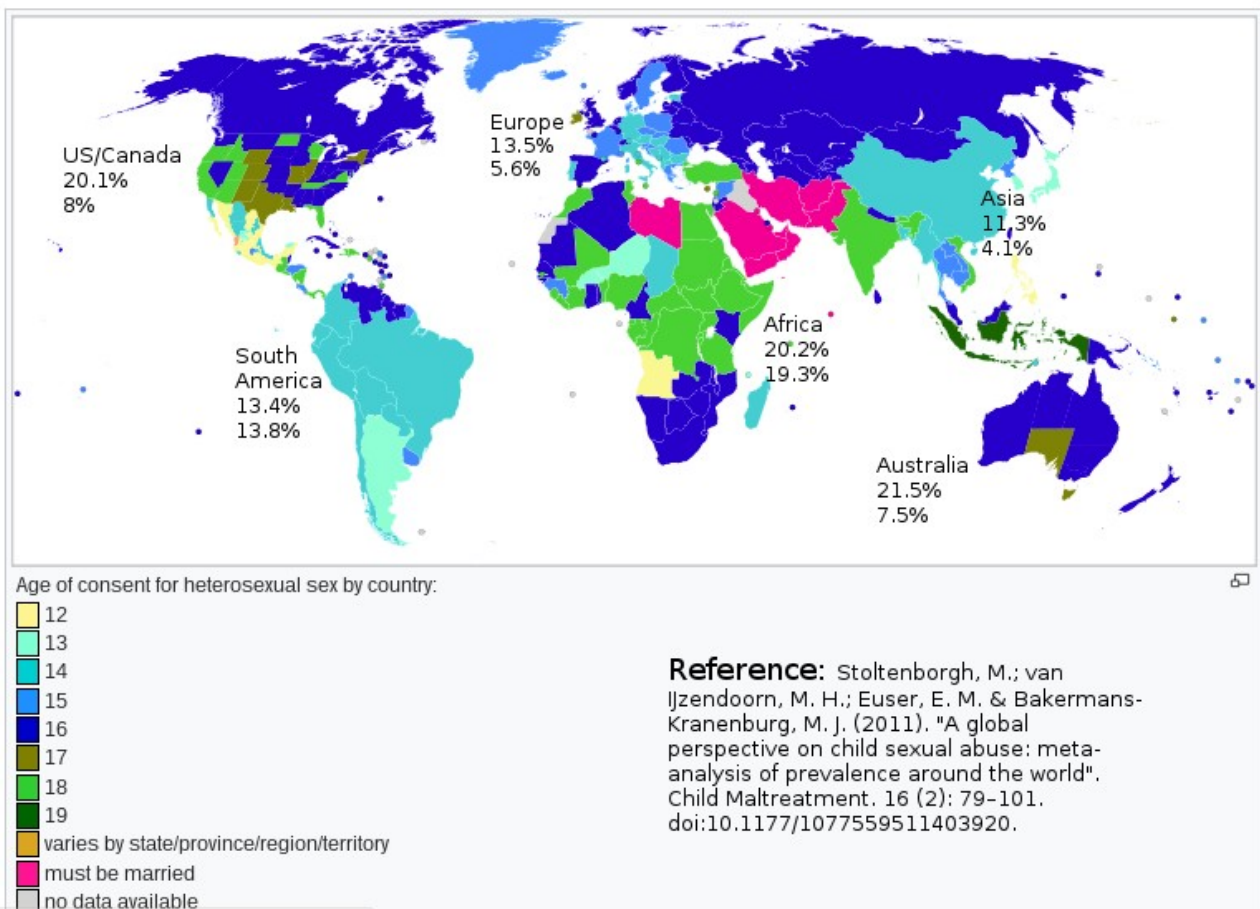 US/Canada
20.1%
8%
Europe
13.5%
5.6%
Asia
11.3%
4.1%
Africa
20.2%
19.3%
South
America
13.4%
13.8%
Australia
21.5%
7.5%
Age of consent for heterosexual sex by country:
12
13
14
15
16
17
18
19
varies by state/province/region/territory
must be married
no data available
Reference: Stoltenborgh, M.; van
IJzendoorn, M. H.; Euser, E. M. & Bakermans-
Kranenburg, M. J. (2011). "A global
perspective on child sexual abuse: meta-
analysis of prevalence around the world".
Child Maltreatment. 16 (2): 79–101.
doi:10.1177/1077559511403920.